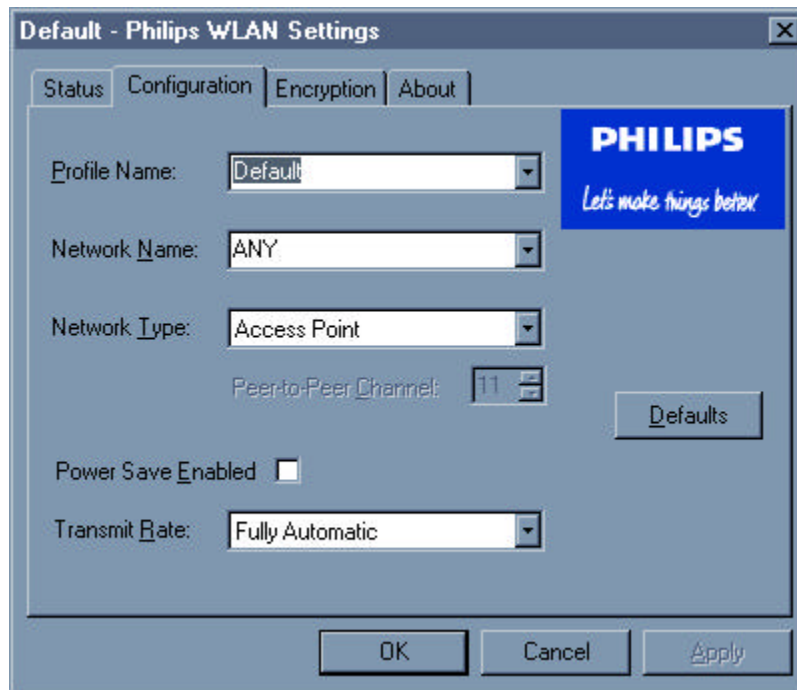 Default - Philips WLAN Settings
Status Configuration Encryption About
PHILIPS
Let's make things better.
Profile Name: Default
Network Name: ANY
Network Type: Access Point
Peer-to-Peer Channel: 11
Defaults
Power Save Enabled
Transmit Rate: Fully Automatic
OK Cancel Apply